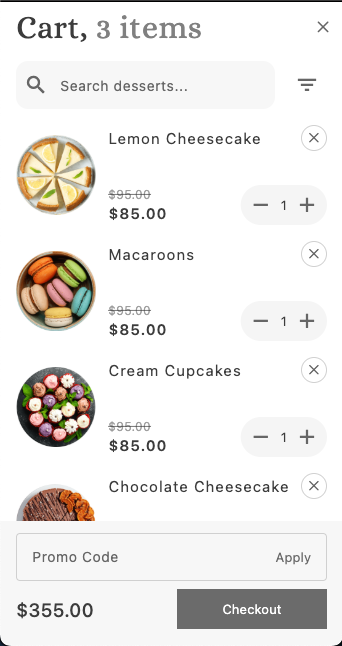 Cart, 3 items
Search desserts...
Lemon Cheesecake
$95.00
$85.00
1
Macaroons
$95.00
$85.00
1
Cream Cupcakes
$95.00
$85.00
1
Chocolate Cheesecake
Promo Code
Apply
$355.00
Checkout